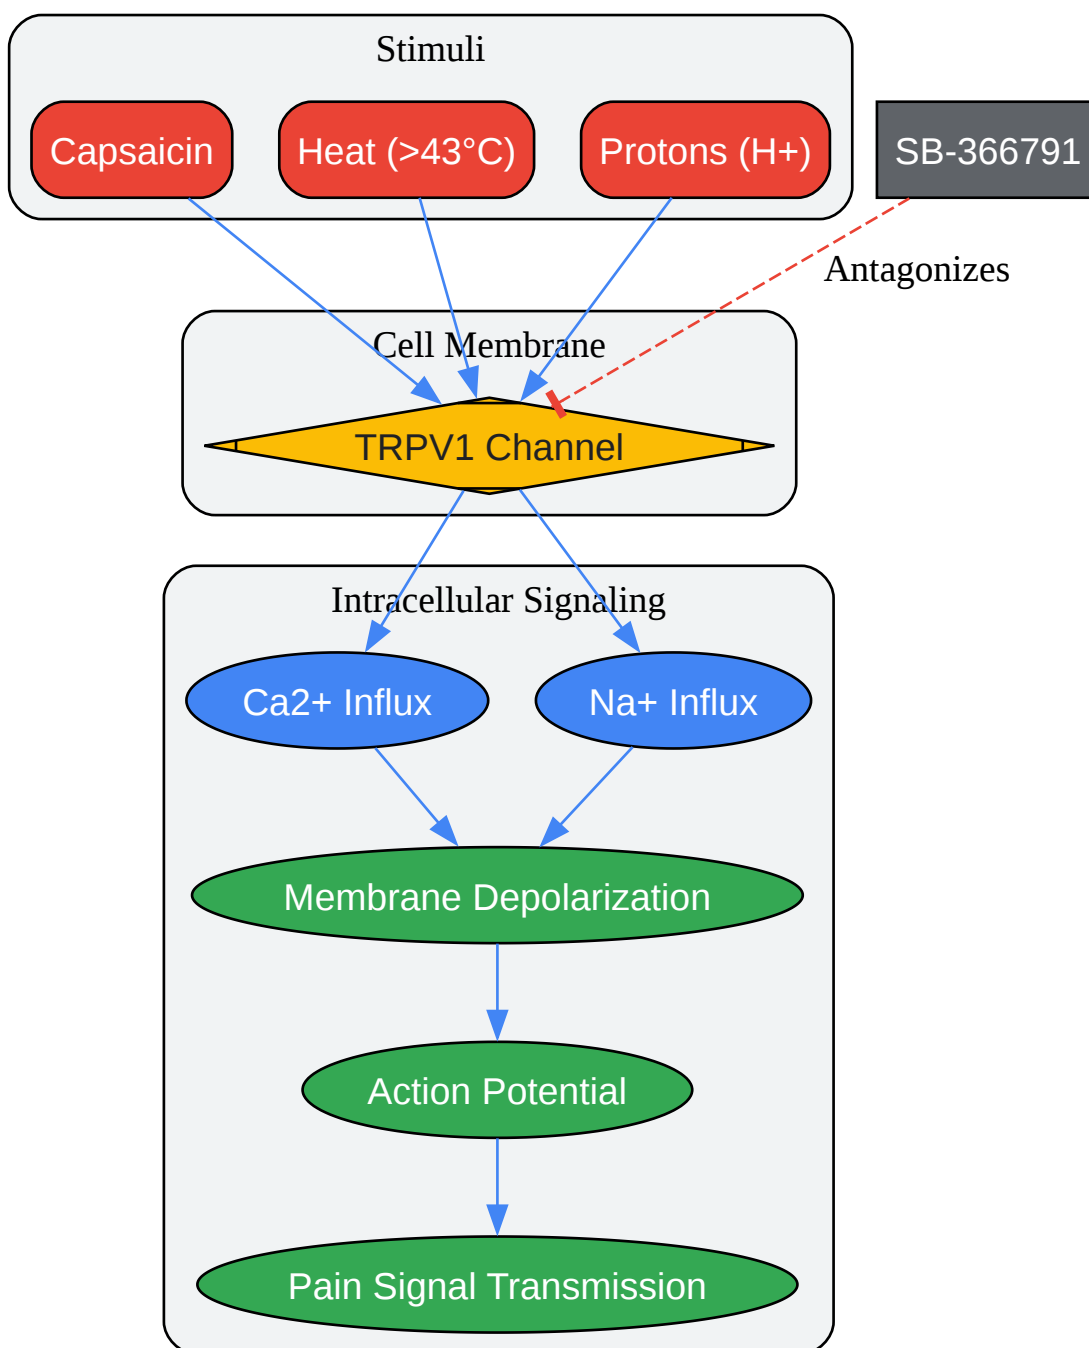 Stimuli
Capsaicin
Heat (>43°C)
Protons (H+)
SB-366791
Antagonizes
Cell Membrane
TRPV1 Channel
Intracellular Signaling
Ca2+ Influx
Na+ Influx
Membrane Depolarization
Action Potential
Pain Signal Transmission